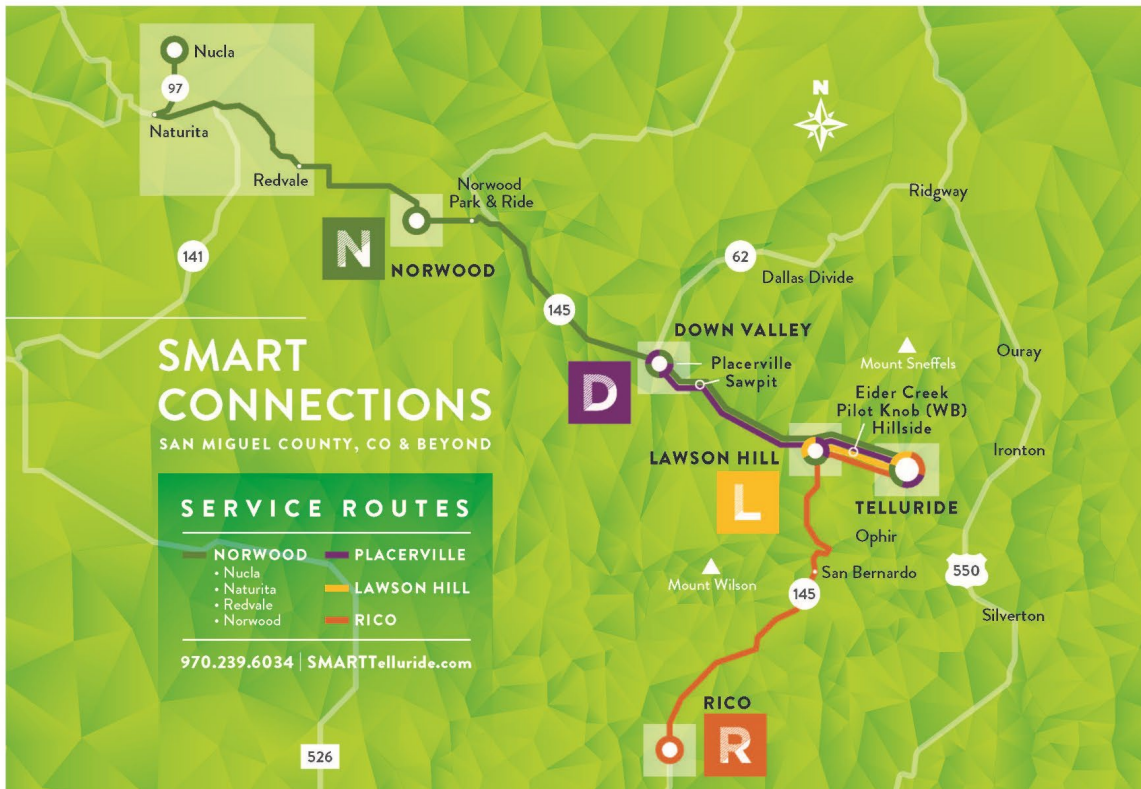 Nucla
97
Naturita
Redvale
Norwood
Park & Ride
N
Ridgway
141
N
NORWOOD
62
Dallas Divide
145
DOWN VALLEY
Placerville
Sawpit
D
Mount Sneffels
Ouray
Eider Creek
Pilot Knob (WB)
Hillside
LAWSON HILL
L
TELLURIDE
Ironton
Ophir
San Bernardo
Mount Wilson
145
550
Silverton
RICO
R
526
SMART
CONNECTIONS
SAN MIGUEL COUNTY, CO & BEYOND
SERVICE ROUTES
NORWOOD
• Nucla
• Naturita
• Redvale
• Norwood
PLACERVILLE
LAWSON HILL
RICO
970.239.6034 | SMARTTelluride.com